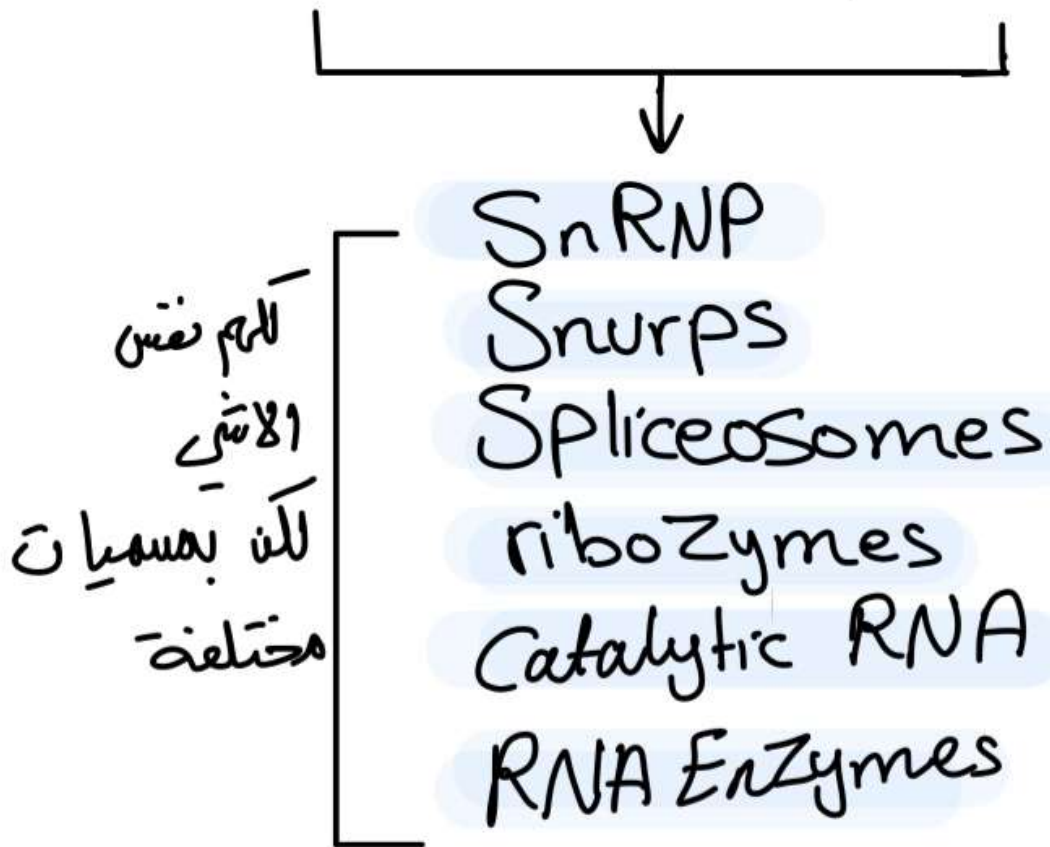 SnRNP
Snurps
Spliceosomes
ribozymes
Catalytic RNA
RNA Enzymes
كلهم نفس
الاشي
لكن بمسميات
مختلفة